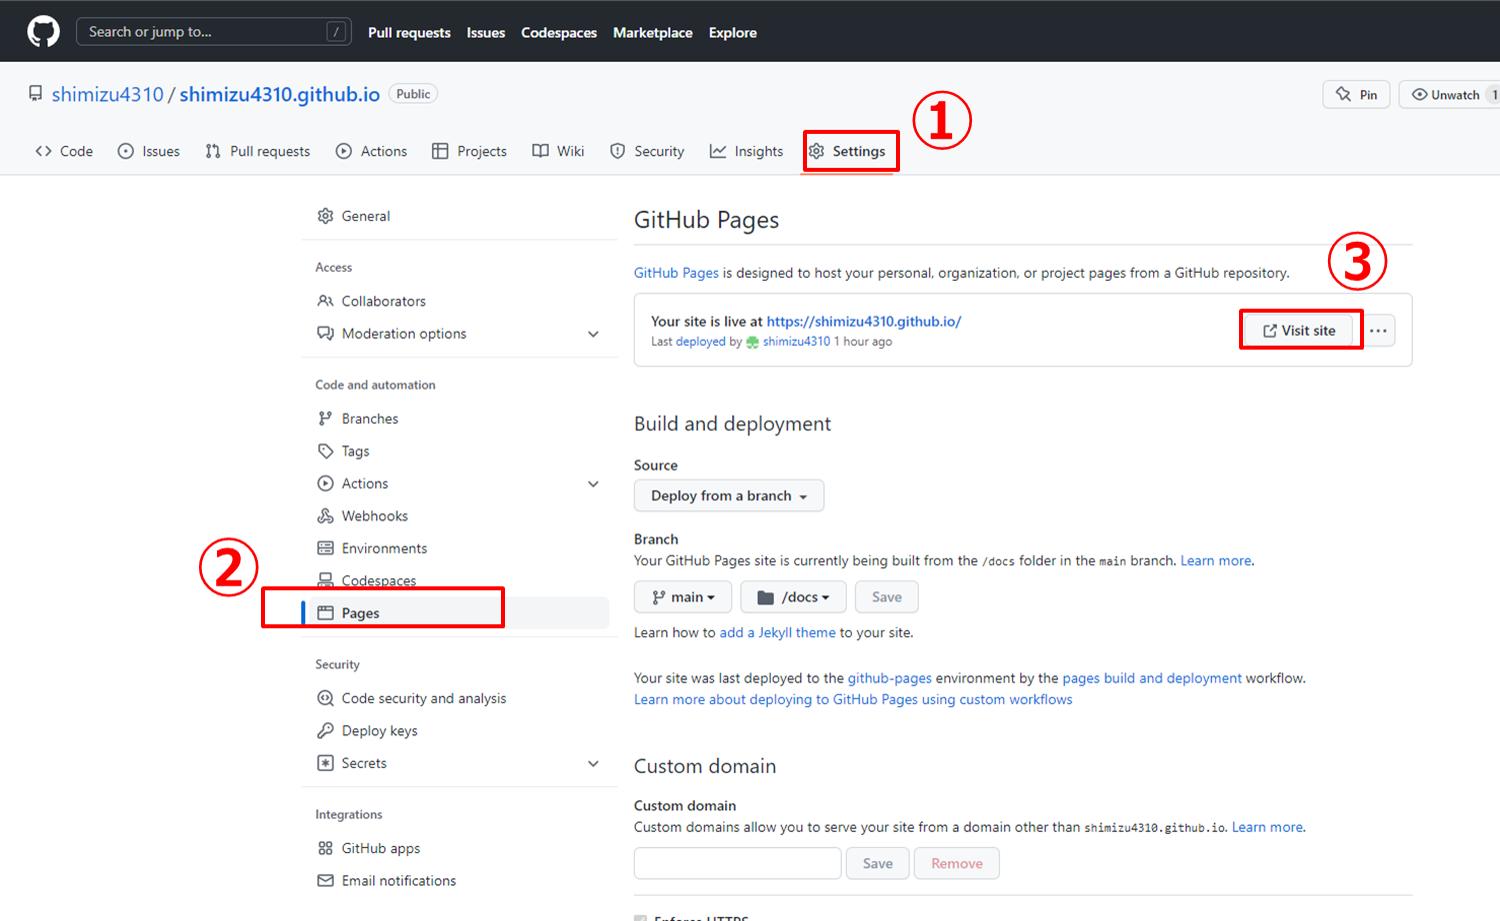 Search or jump to... /
Pull requests Issues Codespaces Marketplace Explore
shimizu4310 / shimizu4310.github.io Public
Pin Unwatch 1
①
Code Issues Pull requests Actions Projects Wiki Security Insights Settings
General
Access
Collaborators
Moderation options
Code and automation
Branches
Tags
Actions
Webhooks
Environments
Codespaces
②
Pages
Security
Code security and analysis
Deploy keys
Secrets
Integrations
GitHub apps
Email notifications
GitHub Pages
GitHub Pages is designed to host your personal, organization, or project pages from a GitHub repository.
③
Your site is live at https://shimizu4310.github.io/
Last deployed by shimizu4310 1 hour ago
Visit site ...
Build and deployment
Source
Deploy from a branch
Branch
Your GitHub Pages site is currently being built from the /docs folder in the main branch. Learn more.
main /docs Save
Learn how to add a Jekyll theme to your site.
Your site was last deployed to the github-pages environment by the pages build and deployment workflow.
Learn more about deploying to GitHub Pages using custom workflows
Custom domain
Custom domain
Custom domains allow you to serve your site from a domain other than shimizu4310.github.io. Learn more.
Save Remove
Enforce HTTPS